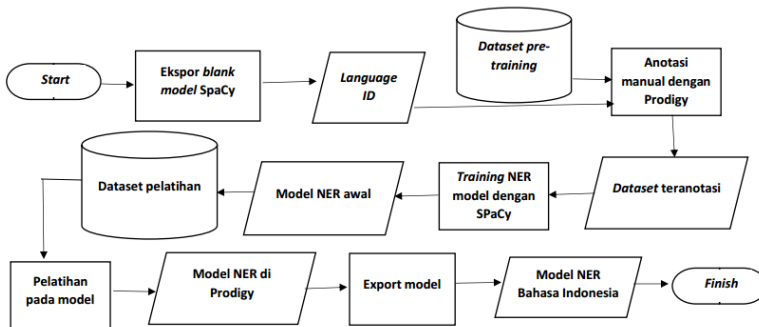 Start
Ekspor blank
model SpaCy
Language
ID
Dataset pre-
training
Anotasi
manual dengan
Prodigy
Dataset teranotasi
Training NER
model dengan
SPaCy
Model NER awal
Dataset pelatihan
Pelatihan
pada model
Model NER di
Prodigy
Export model
Model NER
Bahasa Indonesia
Finish